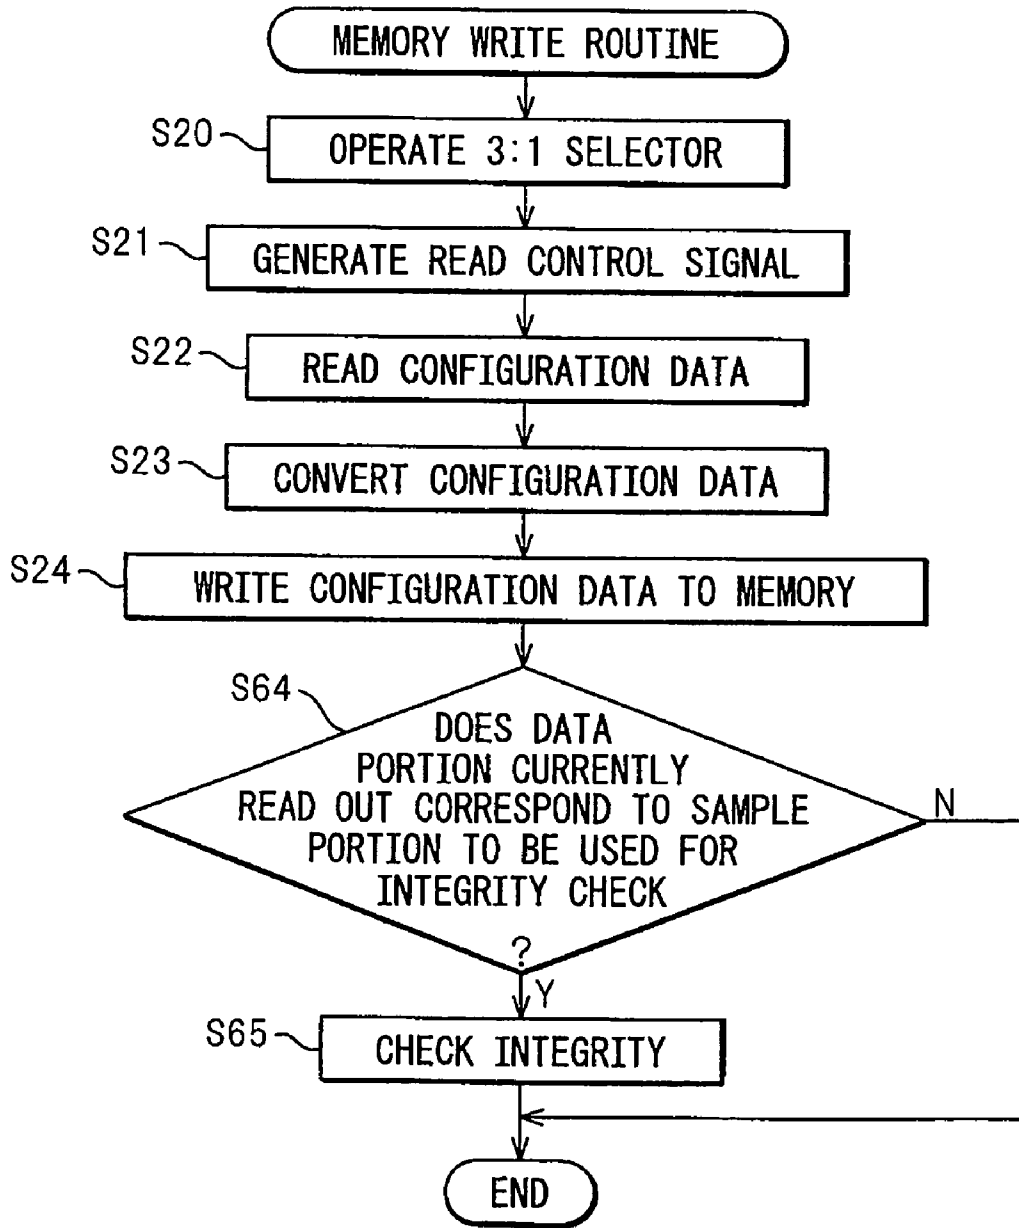 MEMORY WRITE ROUTINE
S20
OPERATE 3:1 SELECTOR
S21
GENERATE READ CONTROL SIGNAL
S22
READ CONFIGURATION DATA
S23
CONVERT CONFIGURATION DATA
S24
WRITE CONFIGURATION DATA TO MEMORY
S64
DOES DATA
PORTION CURRENTLY
READ OUT CORRESPOND TO SAMPLE
PORTION TO BE USED FOR
INTEGRITY CHECK
?
N
Y
S65
CHECK INTEGRITY
END